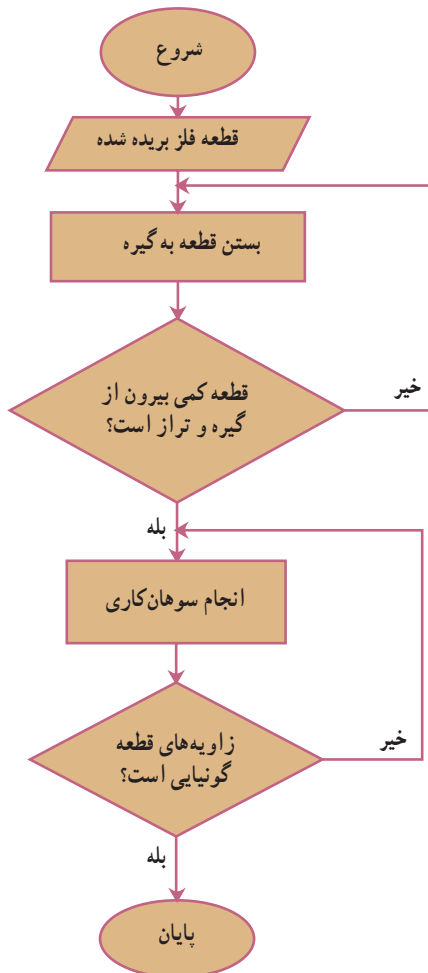 شروع
قطعه فلز بریده شده
بستن قطعه به گیره
قطعه کمی بیرون از
گیره و تراز است؟
خیر
بله
انجام سوهان‌کاری
زاویه‌های قطعه
گونیایی است؟
خیر
بله
پایان